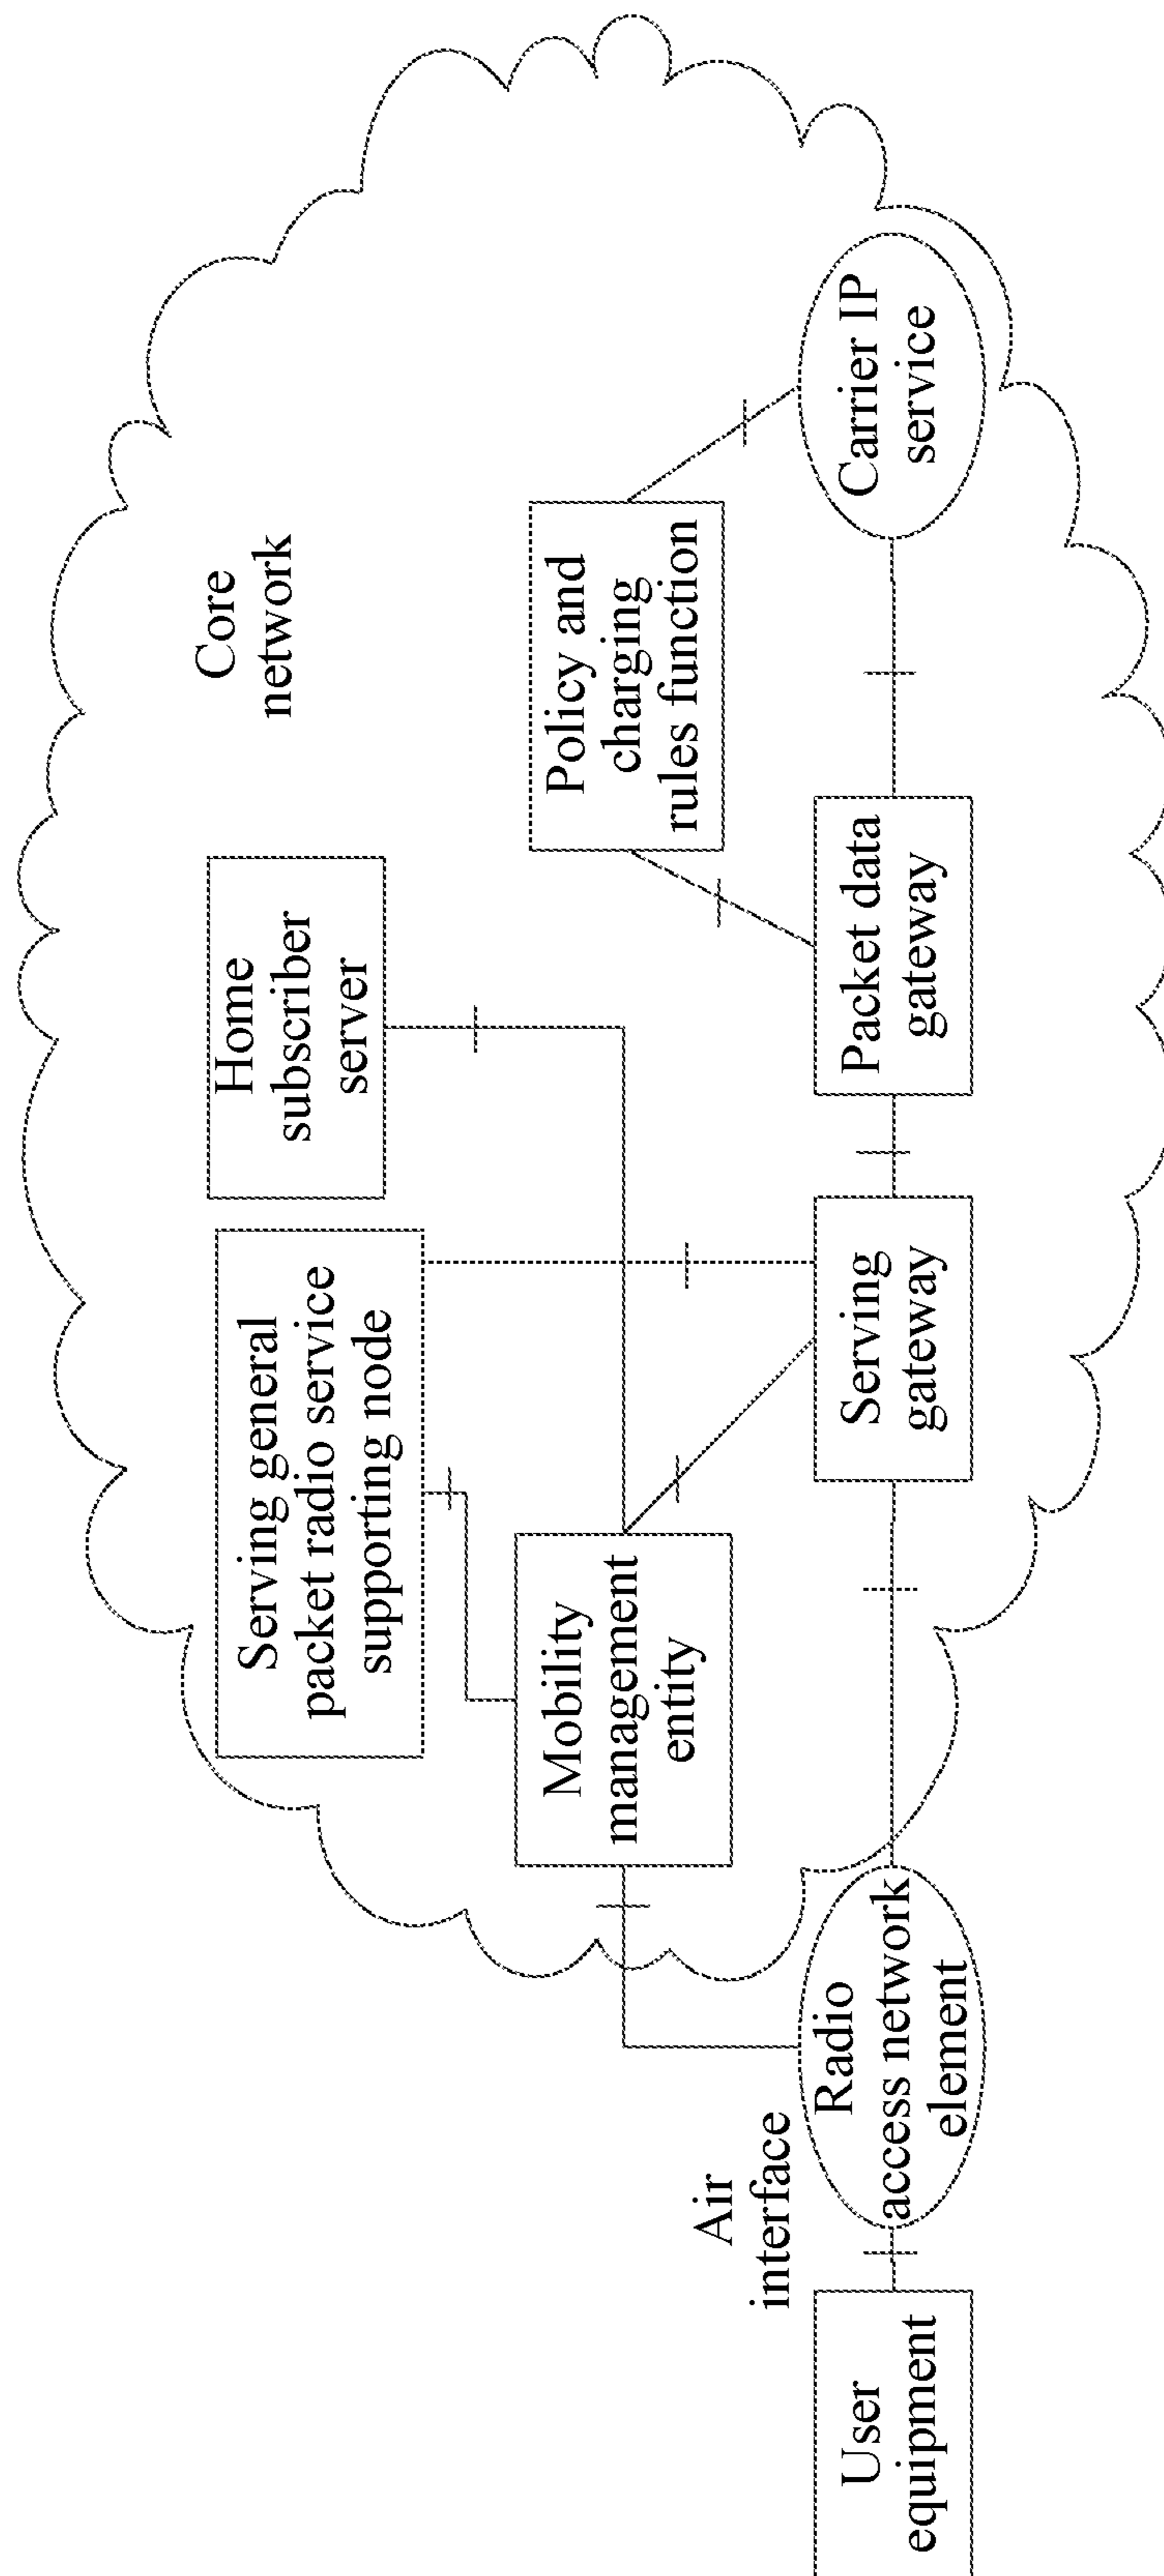 Core
network
Serving general
packet radio service
supporting node
Home
subscriber
server
Mobility
management
entity
Policy and
charging
rules function
Air
interface
User
equipment
Radio
access network
element
Serving
gateway
Packet data
gateway
Carrier IP
service